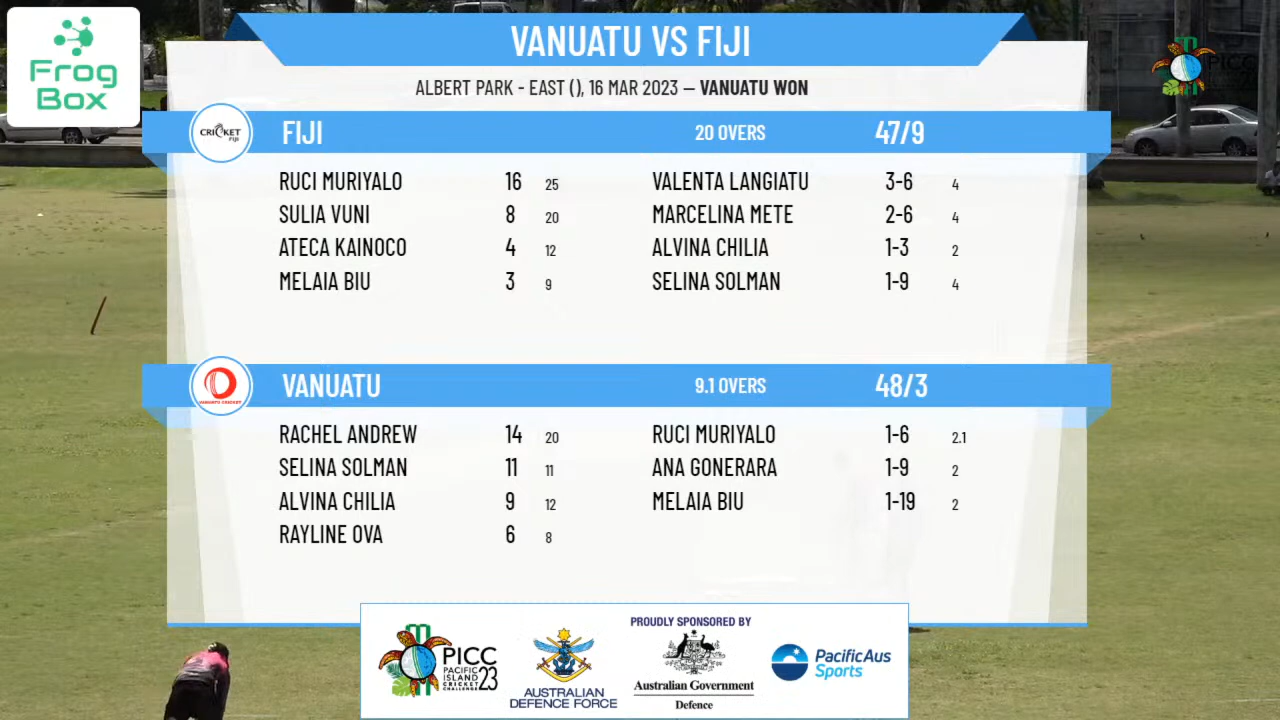 Frog
Box
VANUATU VS FIJI
PICC
ALBERT PARK - EAST (), 16 MAR 2023 – VANUATU WON
CRICKET
FIJI
FIJI 20 OVERS 47/9
RUCI MURIYALO 16 25 VALENTA LANGIATU 3-6 4
SULIA VUNI 8 20 MARCELINA METE 2-6 4
ATECA KAINOCO 4 12 ALVINA CHILIA 1-3 2
MELAIA BIU 3 9 SELINA SOLMAN 1-9 4
VANUATU CRICKET
VANUATU 9.1 OVERS 48/3
RACHEL ANDREW 14 20 RUCI MURIYALO 1-6 2.1
SELINA SOLMAN 11 11 ANA GONERARA 1-9 2
ALVINA CHILIA 9 12 MELAIA BIU 1-19 2
RAYLINE OVA 6 8
PICC
PACIFIC
ISLAND
CRICKET
CHALLENGE
23
AUSTRALIAN
DEFENCE FORCE
PROUDLY SPONSORED BY
Australian Government
Defence
PacificAus
Sports